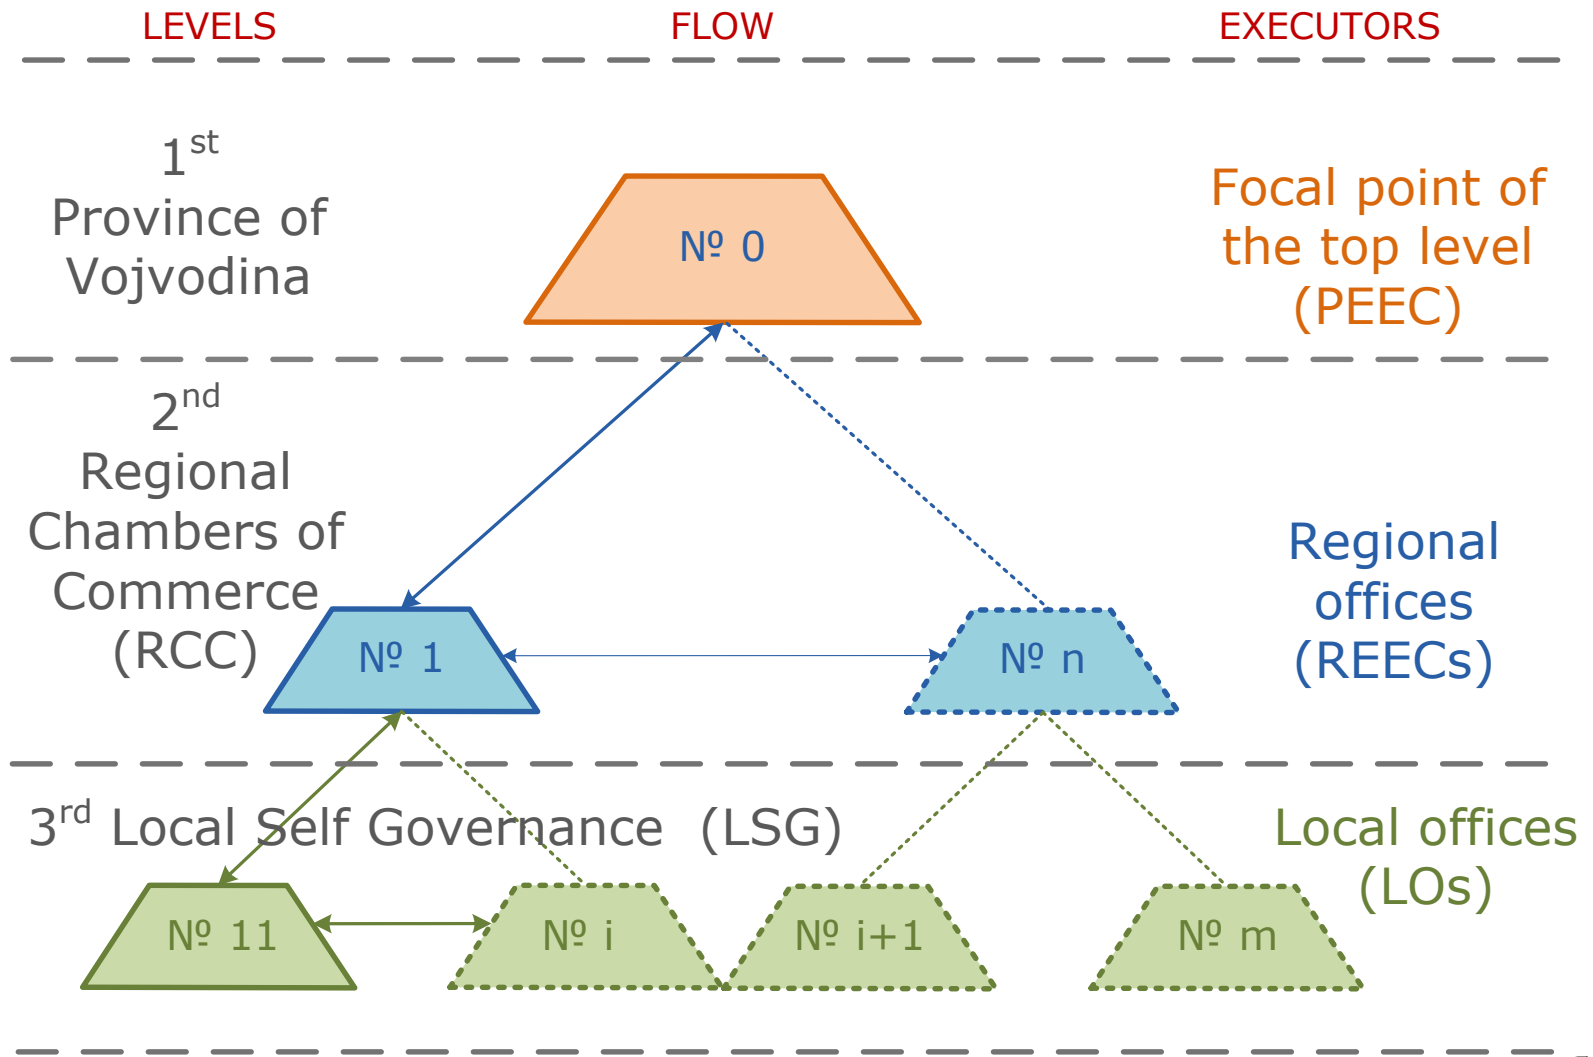 LEVELS
FLOW
EXECUTORS
1st
Province of
Vojvodina
Nº 0
Focal point of
the top level
(PEEC)
2nd
Regional
Chambers of
Commerce
(RCC)
Nº 1
Nº n
Regional
offices
(REECs)
3rd Local Self Governance (LSG)
Local offices
(LOs)
Nº 11
Nº i
Nº i+1
Nº m